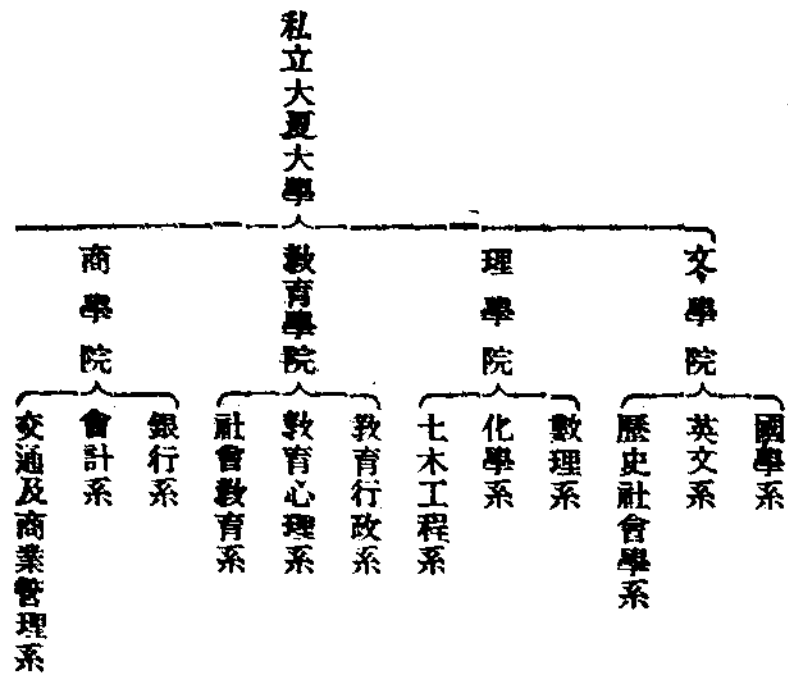 私立大夏大學
文學院
國學系
英文系
歷史社會學系
理學院
數理系
化學系
土木工程系
教育學院
教育行政系
教育心理系
社會教育系
商學院
銀行系
會計系
交通及商業管理系